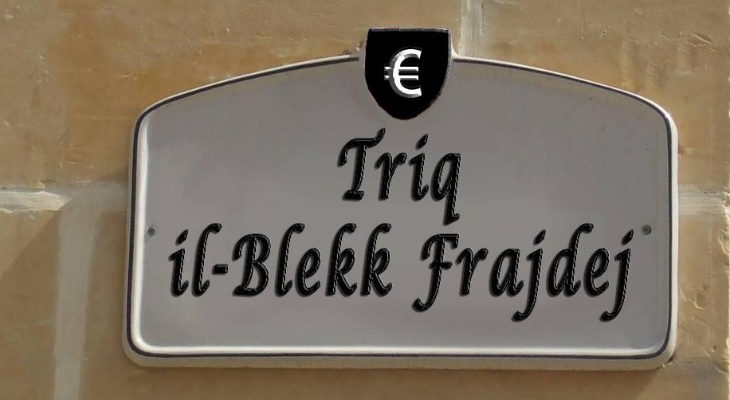 €
Triq
il-Blekk Frajdej